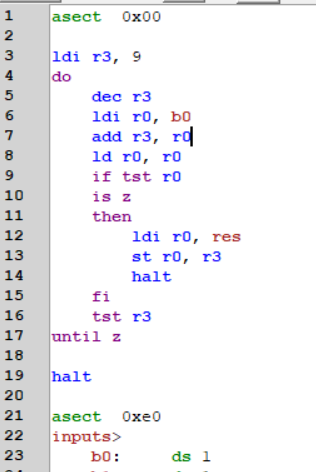 1 asect 0x00
2
3 ldi r3, 9
4 do
5 dec r3
6 ldi r0, b0
7 add r3, r0
8 ld r0, r0
9 if tst r0
10 is z
11 then
12 ldi r0, res
13 st r0, r3
14 halt
15 fi
16 tst r3
17 until z
18
19 halt
20
21 asect 0xe0
22 inputs>
23 b0: ds 1